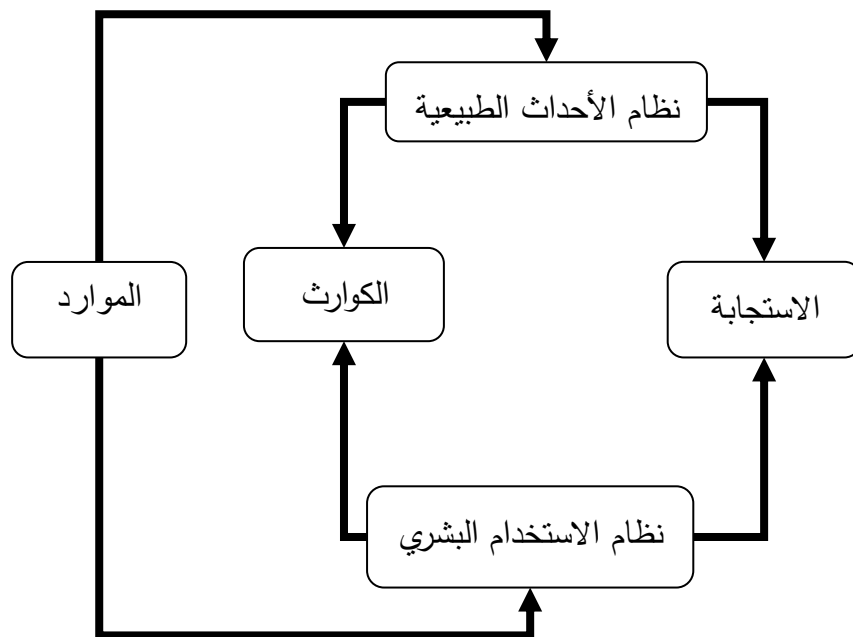 نظام الأحداث الطبيعية
الاستجابة
الكوارث
الموارد
نظام الاستخدام البشري